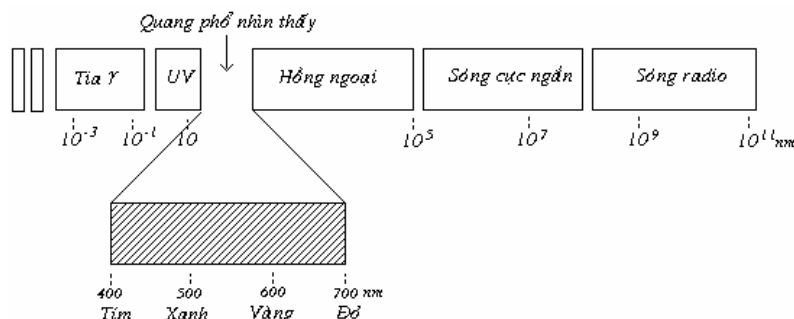 Quang phổ nhìn thấy
Tia γ UV Hồng ngoại Sóng cực ngắn Sóng radio
10⁻³ 10⁻¹ 10 10⁵ 10⁷ 10⁹ 10¹¹ nm
400 500 600 700 nm
Tím Xanh Vàng Đỏ